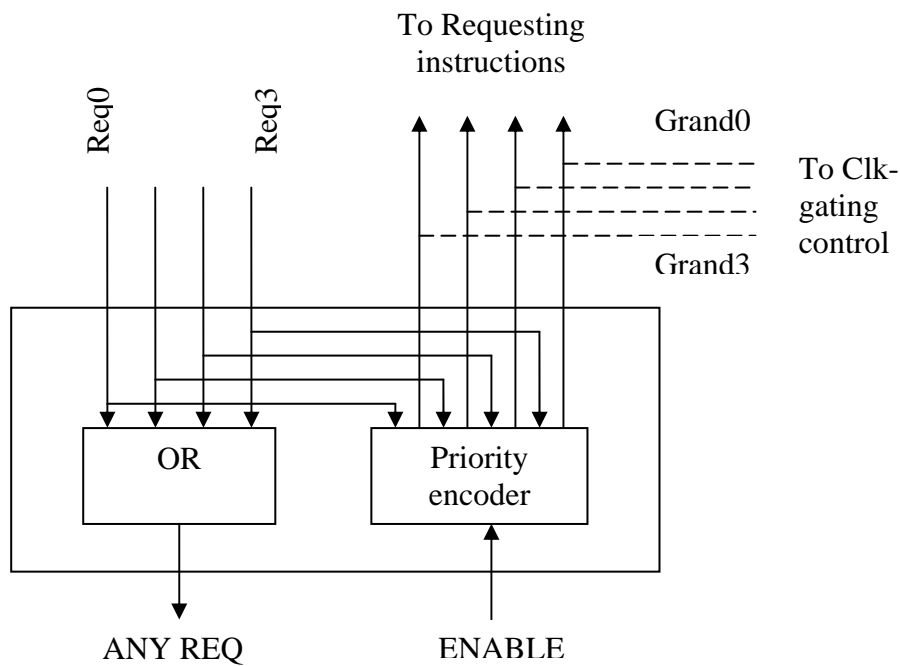 To Requesting
instructions
Req0
Req3
Grand0
To Clk-
gating
control
Grand3
OR
Priority
encoder
ANY REQ
ENABLE